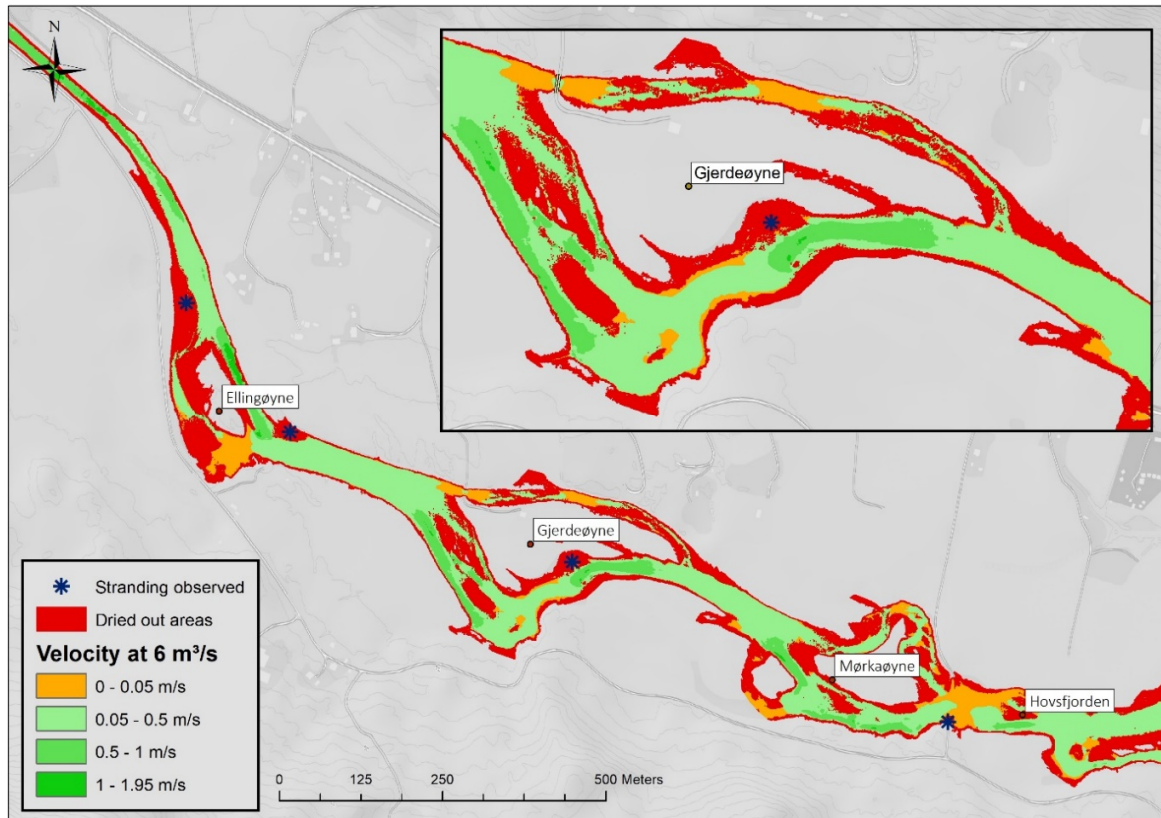 N
Gjerdeøyne
Ellingøyne
Gjerdeøyne
Mørkaøyne
Hovsfjorden
Stranding observed
Dried out areas
Velocity at 6 m³/s
0 - 0.05 m/s
0.05 - 0.5 m/s
0.5 - 1 m/s
1 - 1.95 m/s
0 125 250 500 Meters